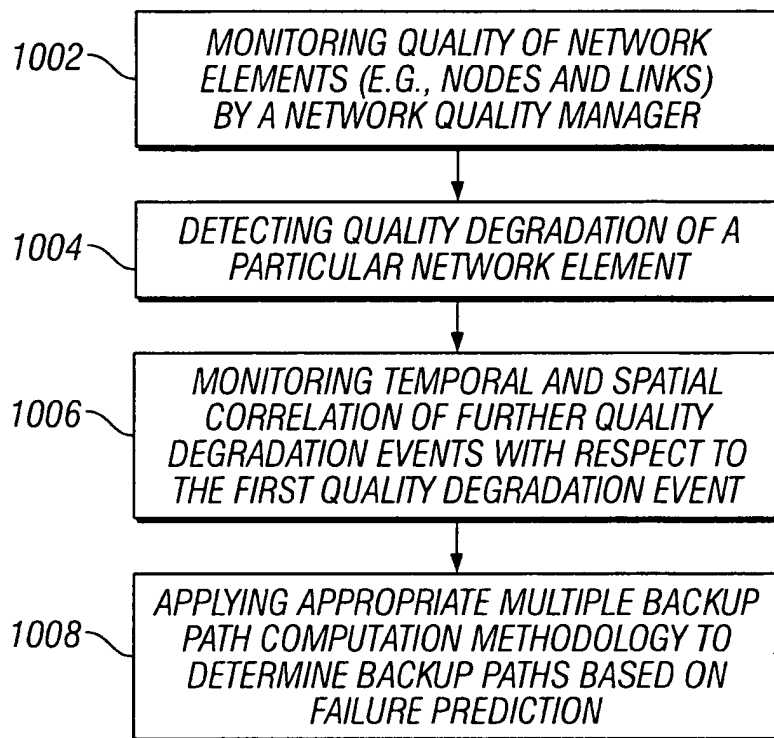 1002
MONITORING QUALITY OF NETWORK
ELEMENTS (E.G., NODES AND LINKS)
BY A NETWORK QUALITY MANAGER
1004
DETECTING QUALITY DEGRADATION OF A
PARTICULAR NETWORK ELEMENT
1006
MONITORING TEMPORAL AND SPATIAL
CORRELATION OF FURTHER QUALITY
DEGRADATION EVENTS WITH RESPECT TO
THE FIRST QUALITY DEGRADATION EVENT
1008
APPLYING APPROPRIATE MULTIPLE BACKUP
PATH COMPUTATION METHODOLOGY TO
DETERMINE BACKUP PATHS BASED ON
FAILURE PREDICTION